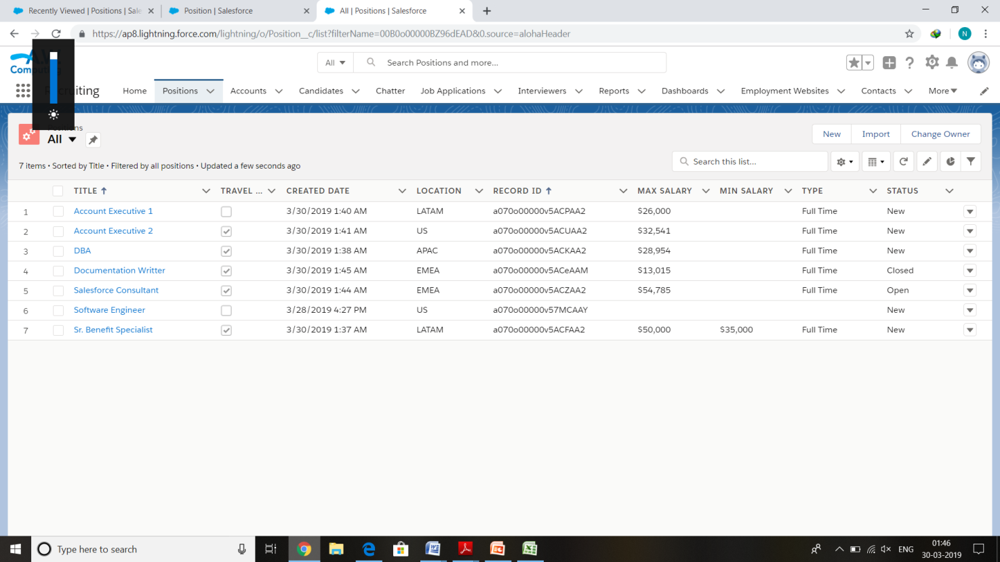 Recently Viewed | Positions | Sale
Position | Salesforce
All | Positions | Salesforce
https://ap8.lightning.force.com/lightning/o/Position__c/list?filterName=00B0o00000BZ96dEAD&0.source=alohaHeader
N
All
Search Positions and more...
Home
Positions
Accounts
Candidates
Chatter
Job Applications
Interviewers
Reports
Dashboards
Employment Websites
Contacts
More
All
New
Import
Change Owner
7 items • Sorted by Title • Filtered by all positions • Updated a few seconds ago
Search this list...
TITLE TRAVEL ... CREATED DATE LOCATION RECORD ID MAX SALARY MIN SALARY TYPE STATUS
1 Account Executive 1 3/30/2019 1:40 AM LATAM a070o00000v5ACPAA2 $26,000 Full Time New
2 Account Executive 2 3/30/2019 1:41 AM US a070o00000v5ACUAA2 $32,541 Full Time New
3 DBA 3/30/2019 1:38 AM APAC a070o00000v5ACKAA2 $28,954 Full Time New
4 Documentation Writter 3/30/2019 1:45 AM EMEA a070o00000v5ACeAAM $13,015 Full Time Closed
5 Salesforce Consultant 3/30/2019 1:44 AM EMEA a070o00000v5ACZAA2 $54,785 Full Time Open
6 Software Engineer 3/28/2019 4:27 PM US a070o00000v57MCAAY New
7 Sr. Benefit Specialist 3/30/2019 1:37 AM LATAM a070o00000v5ACFAA2 $50,000 $35,000 Full Time New
Type here to search
ENG
01:46
30-03-2019